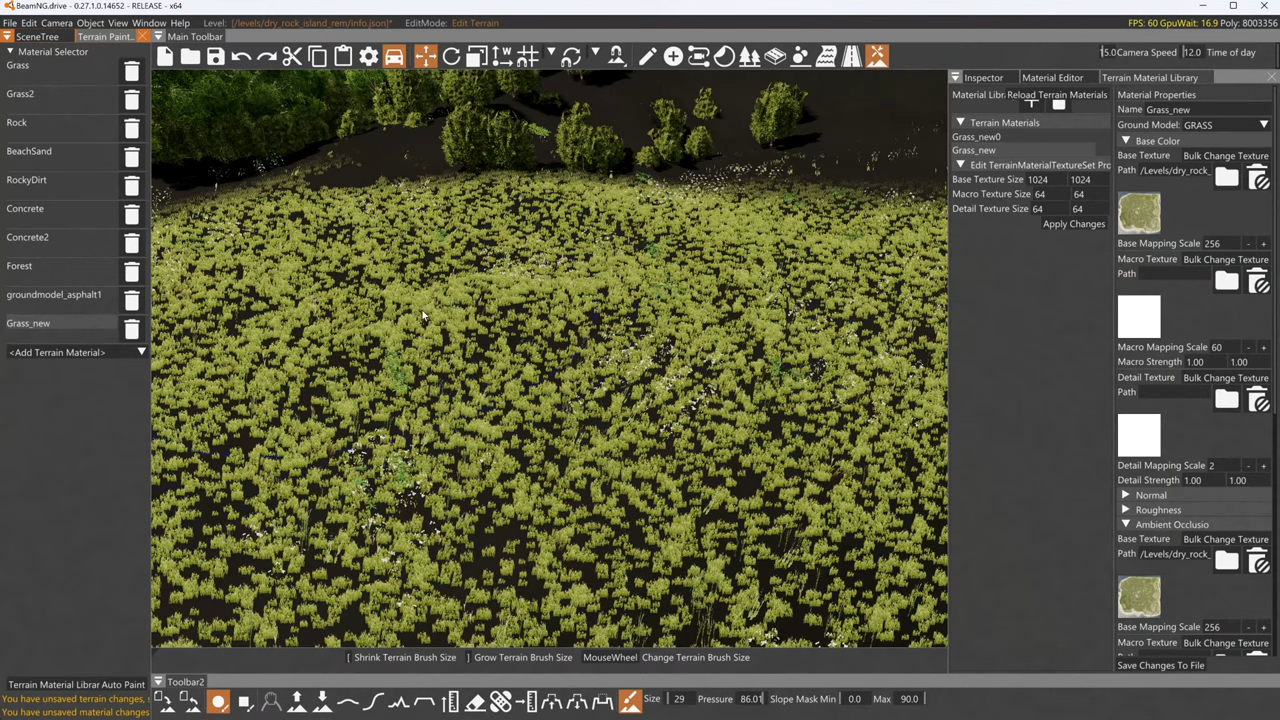 BeamNG.drive - 0.27.1.0.14652 - RELEASE - x64
File Edit Camera Object View Window Help Level: [/levels/dry_rock_island_rem/info.json]* EditMode: Edit Terrain
FPS: 60 GpuWait: 16.9 Poly: 8003356
SceneTree Terrain Paint.. Main Toolbar
Material Selector
Grass
Grass2
Rock
BeachSand
RockyDirt
Concrete
Concrete2
Forest
groundmodel_asphalt1
Grass_new
<Add Terrain Material>
Terrain Material Librar Auto Paint
You have unsaved terrain changes,
You have unsaved material changes
15.0 Camera Speed 12.0 Time of day
Inspector Material Editor Terrain Material Library
Material Libr Reload Terrain Materials
Terrain Materials
Grass_new0
Grass_new
Edit TerrainMaterialTextureSet Pro
Base Texture Size 1024 1024
Macro Texture Size 64 64
Detail Texture Size 64 64
Apply Changes
Material Properties
Name Grass_new
Ground Model: GRASS
Base Color
Base Texture Bulk Change Texture
Path /Levels/dry_rock_
Base Mapping Scale 256 - +
Macro Texture Bulk Change Texture
Path
Macro Mapping Scale 60 - +
Macro Strength 1.00 1.00
Detail Texture Bulk Change Texture
Path
Detail Mapping Scale 2 - +
Detail Strength 1.00 1.00
Normal
Roughness
Ambient Occlusio
Base Texture Bulk Change Texture
Path /Levels/dry_rock_
Base Mapping Scale 256 - +
Macro Texture Bulk Change Texture
Save Changes To File
[ Shrink Terrain Brush Size ] Grow Terrain Brush Size MouseWheel Change Terrain Brush Size
Toolbar2
Size 29 Pressure 86.01 Slope Mask Min 0.0 Max 90.0